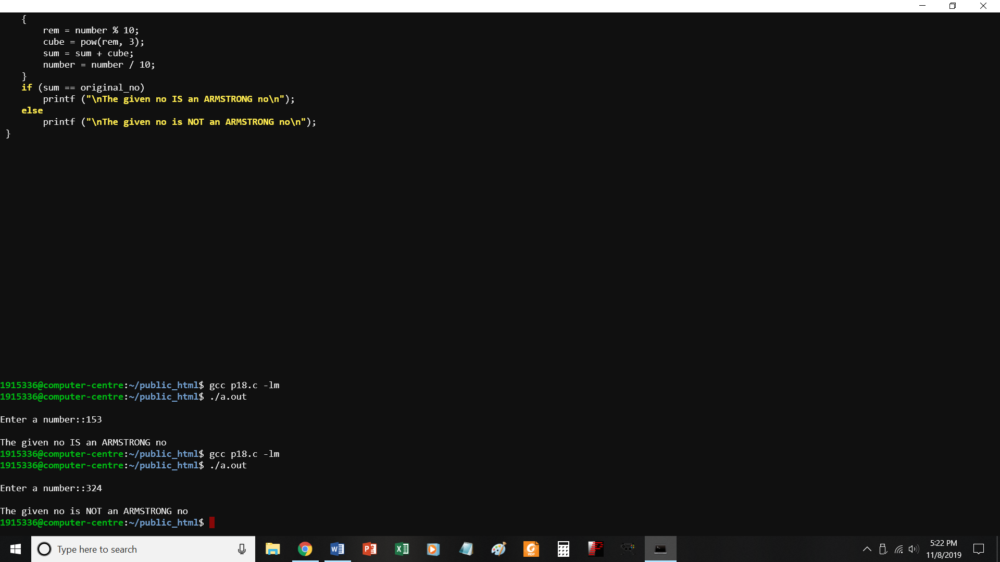 {
rem = number % 10;
cube = pow(rem, 3);
sum = sum + cube;
number = number / 10;
}
if (sum == original_no)
printf ("\nThe given no IS an ARMSTRONG no\n");
else
printf ("\nThe given no is NOT an ARMSTRONG no\n");
}
1915336@computer-centre:~/public_html$ gcc p18.c -lm
1915336@computer-centre:~/public_html$ ./a.out
Enter a number::153
The given no IS an ARMSTRONG no
1915336@computer-centre:~/public_html$ gcc p18.c -lm
1915336@computer-centre:~/public_html$ ./a.out
Enter a number::324
The given no is NOT an ARMSTRONG no
1915336@computer-centre:~/public_html$
Type here to search
5:22 PM
11/8/2019